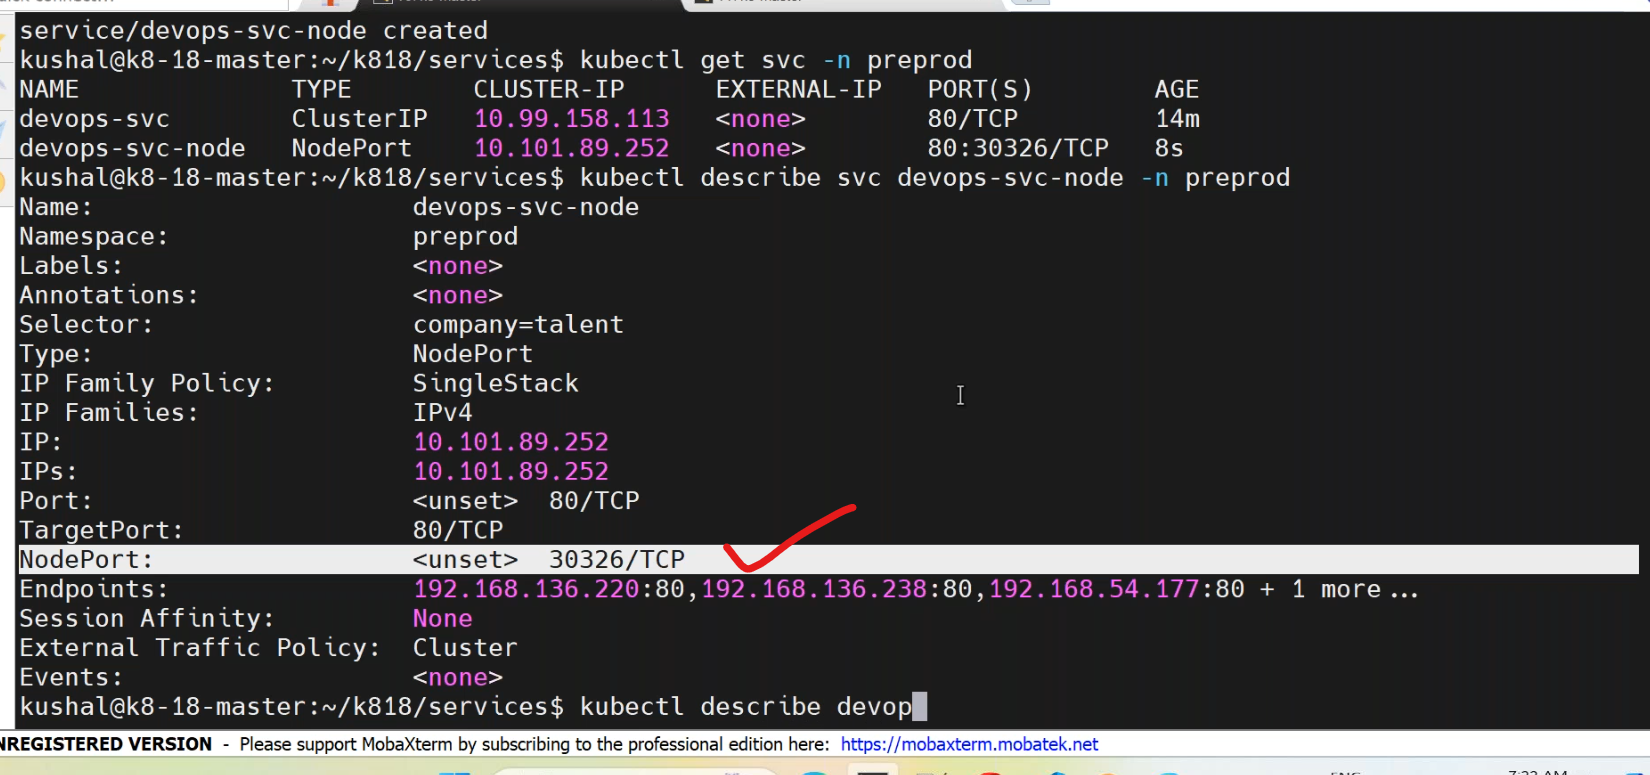 service/devops-svc-node created
kushal@k8-18-master:~/k818/services$ kubectl get svc -n preprod
NAME TYPE CLUSTER-IP EXTERNAL-IP PORT(S) AGE
devops-svc ClusterIP 10.99.158.113 <none> 80/TCP 14m
devops-svc-node NodePort 10.101.89.252 <none> 80:30326/TCP 8s
kushal@k8-18-master:~/k818/services$ kubectl describe svc devops-svc-node -n preprod
Name: devops-svc-node
Namespace: preprod
Labels: <none>
Annotations: <none>
Selector: company=talent
Type: NodePort
IP Family Policy: SingleStack
IP Families: IPv4
IP: 10.101.89.252
IPs: 10.101.89.252
Port: <unset> 80/TCP
TargetPort: 80/TCP
NodePort: <unset> 30326/TCP
Endpoints: 192.168.136.220:80,192.168.136.238:80,192.168.54.177:80 + 1 more...
Session Affinity: None
External Traffic Policy: Cluster
Events: <none>
kushal@k8-18-master:~/k818/services$ kubectl describe devop
NREGISTERED VERSION - Please support MobaXterm by subscribing to the professional edition here: https://mobaxterm.mobatek.net